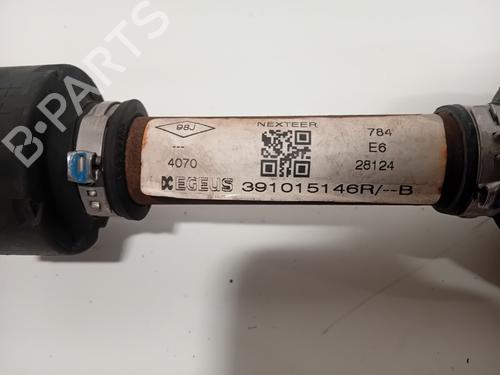 B-PARTS
98J
NEXTEER
784
---
E6
4070
28124
EGEUS 391015146R/--B